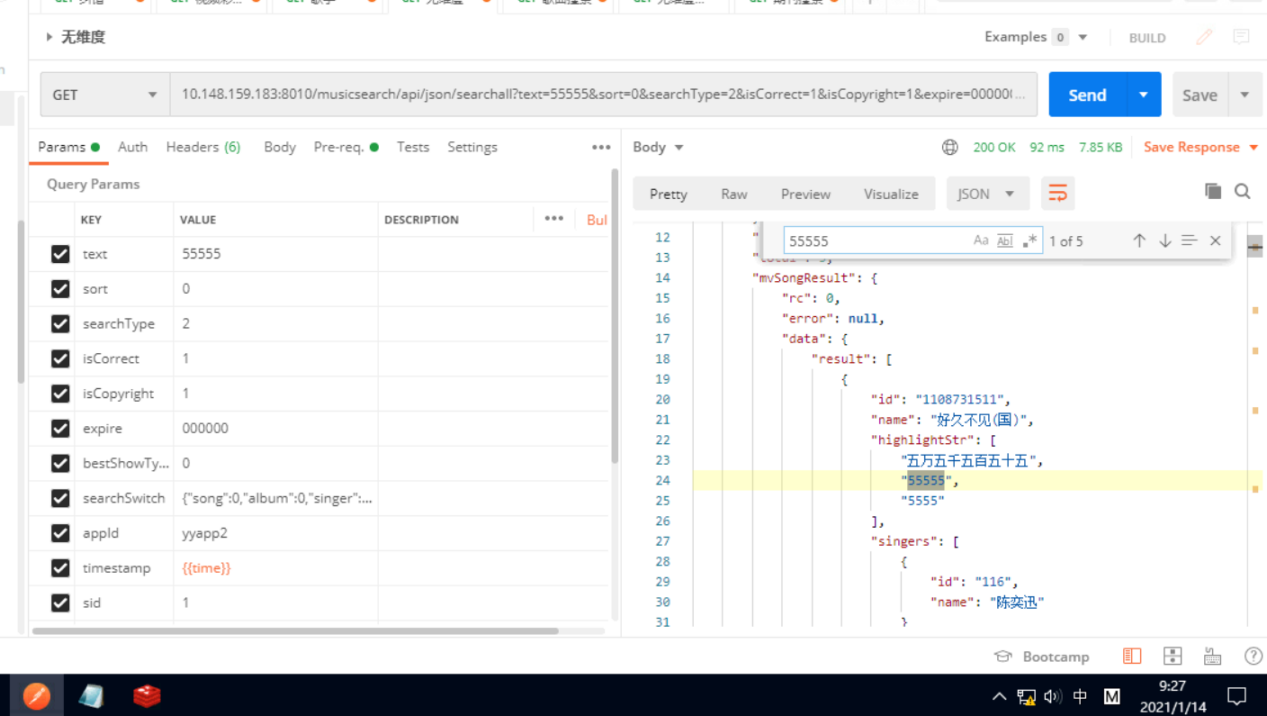 无维度
Examples 0
BUILD
GET
10.148.159.183:8010/musicsearch/api/json/searchall?text=55555&sort=0&searchType=2&isCorrect=1&isCopyright=1&expire=000000...
Send
Save
Params
Auth
Headers (6)
Body
Pre-req.
Tests
Settings
•••
Query Params
KEY VALUE DESCRIPTION ••• Bul
text 55555
sort 0
searchType 2
isCorrect 1
isCopyright 1
expire 000000
bestShowTy... 0
searchSwitch {"song":0,"album":0,"singer":...
appId yyapp2
timestamp {{time}}
sid 1
Body
200 OK 92 ms 7.85 KB Save Response
Pretty Raw Preview Visualize JSON
55555 Aa Abl .* 1 of 5
12 "
13
14 "mvSongResult": {
15 "rc": 0,
16 "error": null,
17 "data": {
18 "result": [
19 {
20 "id": "1108731511",
21 "name": "好久不见(国)",
22 "highlightStr": [
23 "五万五千五百五十五",
24 "55555",
25 "5555"
26 ],
27 "singers": [
28 {
29 "id": "116",
30 "name": "陈奕迅"
31 }
Bootcamp
中
M
9:27
2021/1/14